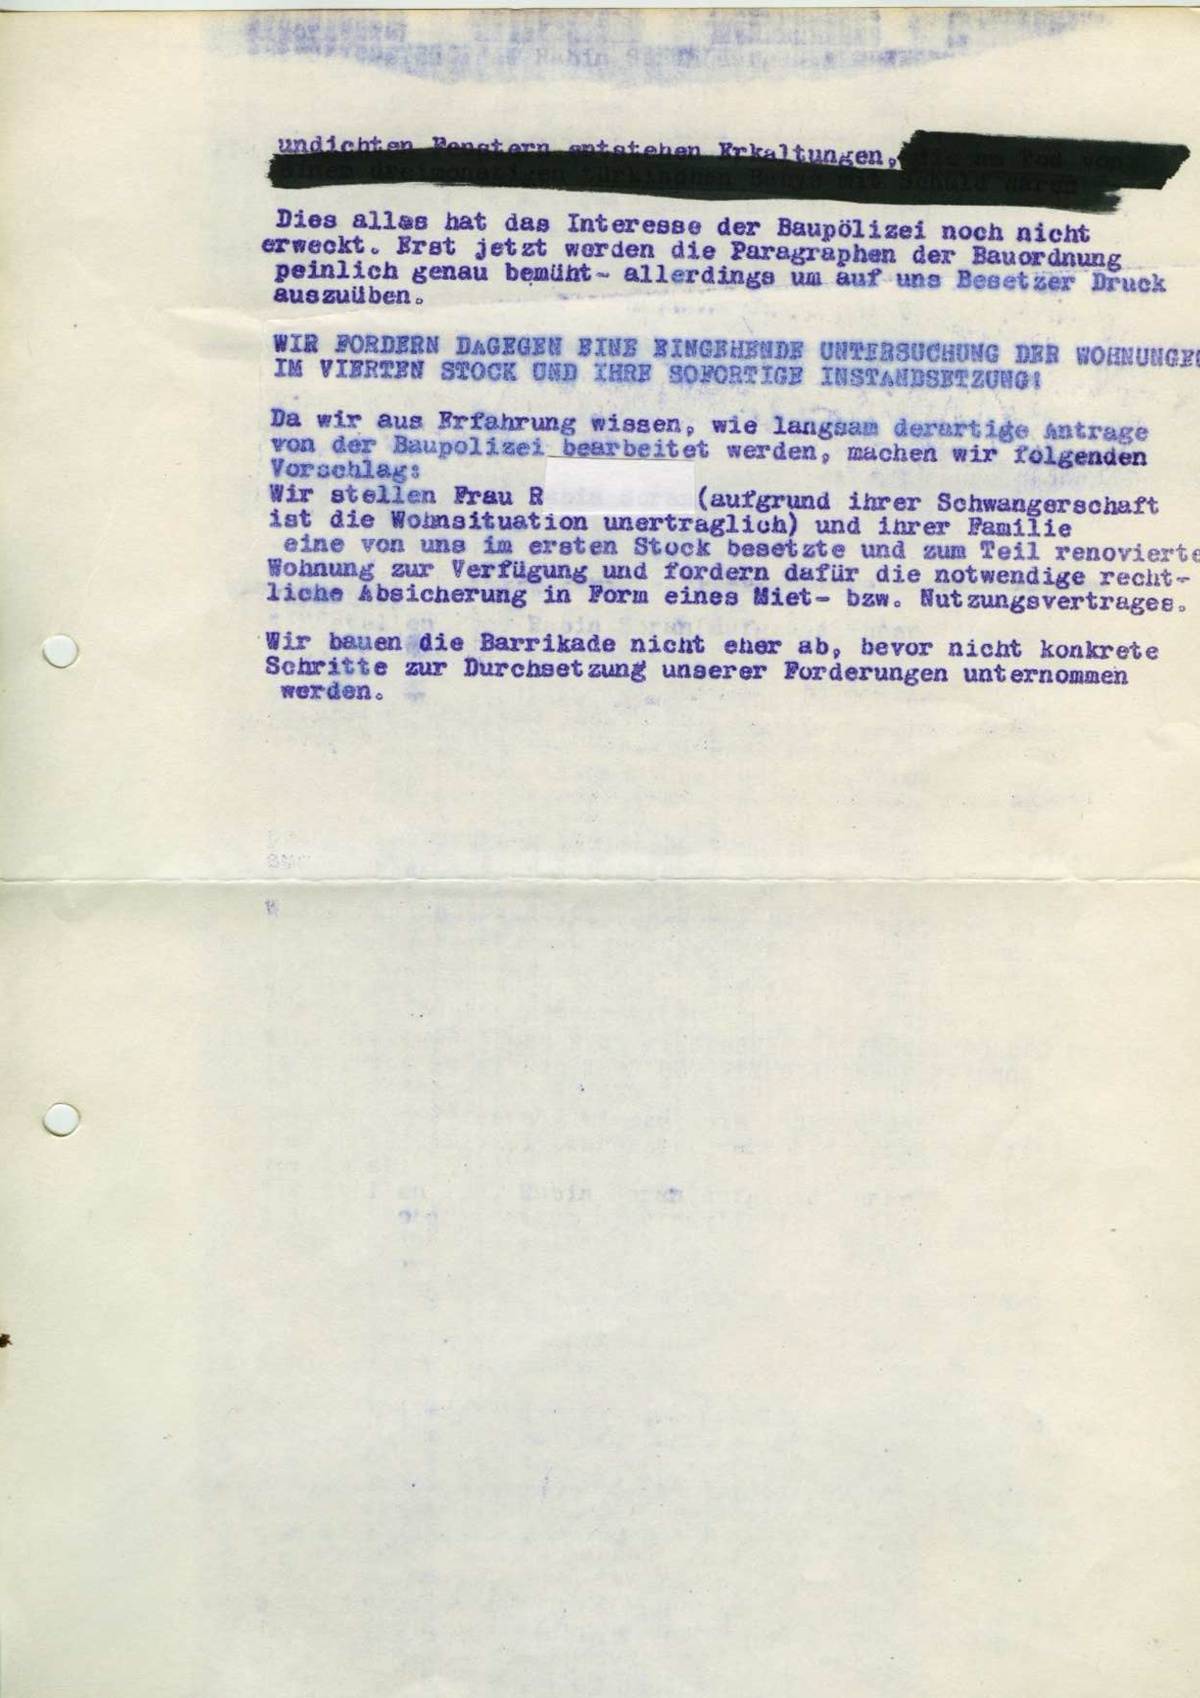 undichten Fenstern entstehen Erkaltungen,
Dies alles hat das Interesse der Baupölizei noch nicht
erweckt. Erst jetzt werden die Paragraphen der Bauordnung
peinlich genau bemüht- allerdings um auf uns Besetzer Druck
auszuüben.
WIR FORDERN DAGEGEN EINE EINGEHENDE UNTERSUCHUNG DER WOHNUNGEN
IM VIERTEN STOCK UND IHRE SOFORTIGE INSTANDSETZUNG!
Da wir aus Erfahrung wissen, wie langsam derartige Antrage
von der Baupolizei bearbeitet werden, machen wir folgenden
Vorschlag:
Wir stellen Frau R (aufgrund ihrer Schwangerschaft
ist die Wohnsituation unertraglich) und ihrer Familie
eine von uns im ersten Stock besetzte und zum Teil renovierte
Wohnung zur Verfügung und fordern dafür die notwendige recht-
liche Absicherung in Form eines Miet- bzw. Nutzungsvertrages.
Wir bauen die Barrikade nicht eher ab, bevor nicht konkrete
Schritte zur Durchsetzung unserer Forderungen unternommen
werden.